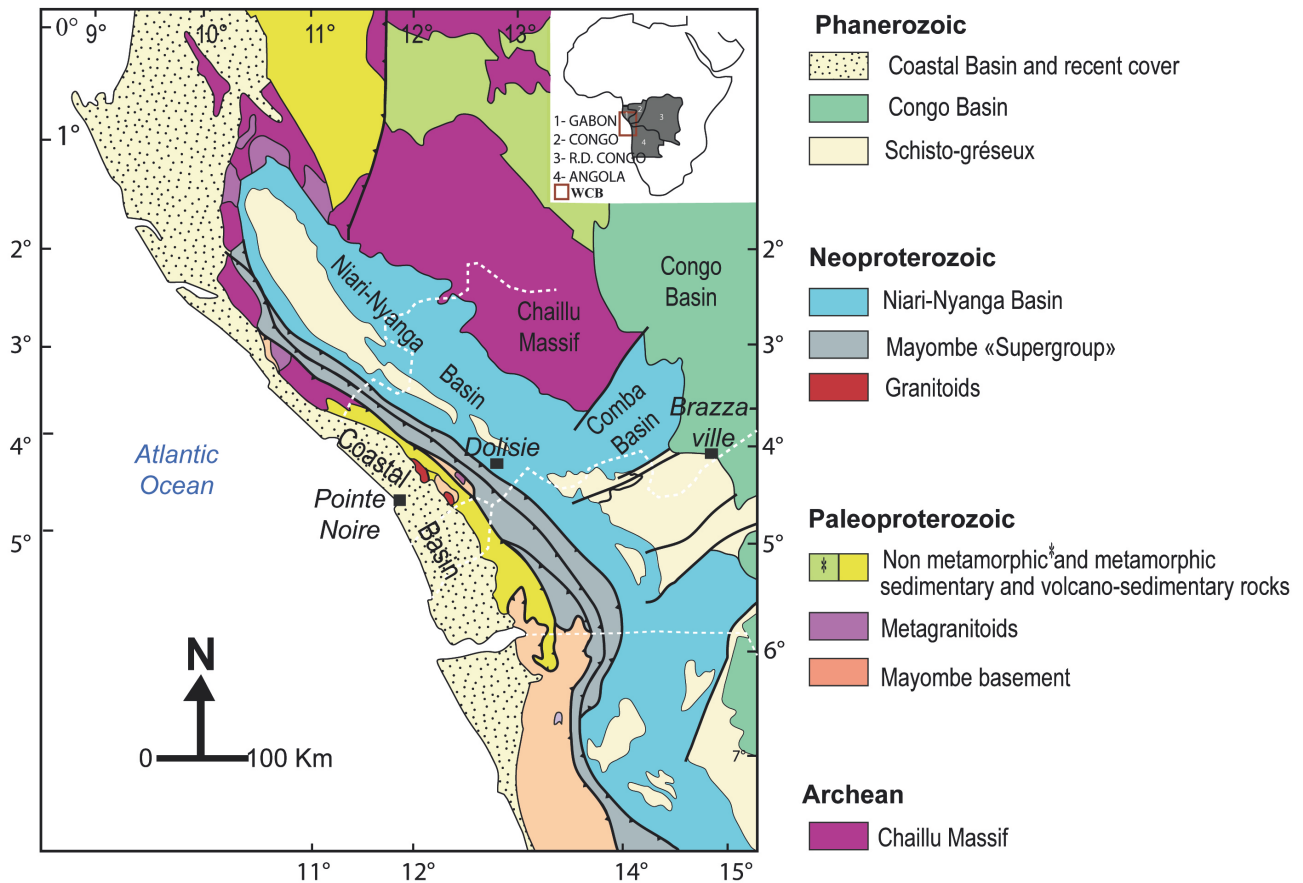 0°
9°
10°
11°
12°
13°
1°
2°
3°
4°
5°
2°
3°
4°
5°
6°
7°
11°
12°
14°
15°
1- GABON
2- CONGO
3- R.D. CONGO
4- ANGOLA
WCB
2
3
4
Niari-Nyanga
Basin
Chaillu
Massif
Congo
Basin
Comba
Basin
Brazza-
ville
Dolisie
Coastal
Basin
Pointe
Noire
Atlantic
Ocean
N
0
100 Km
Phanerozoic
Coastal Basin and recent cover
Congo Basin
Schisto-gréseux
Neoproterozoic
Niari-Nyanga Basin
Mayombe «Supergroup»
Granitoids
Paleoproterozoic
Non metamorphic and metamorphic
sedimentary and volcano-sedimentary rocks
Metagranitoids
Mayombe basement
Archean
Chaillu Massif